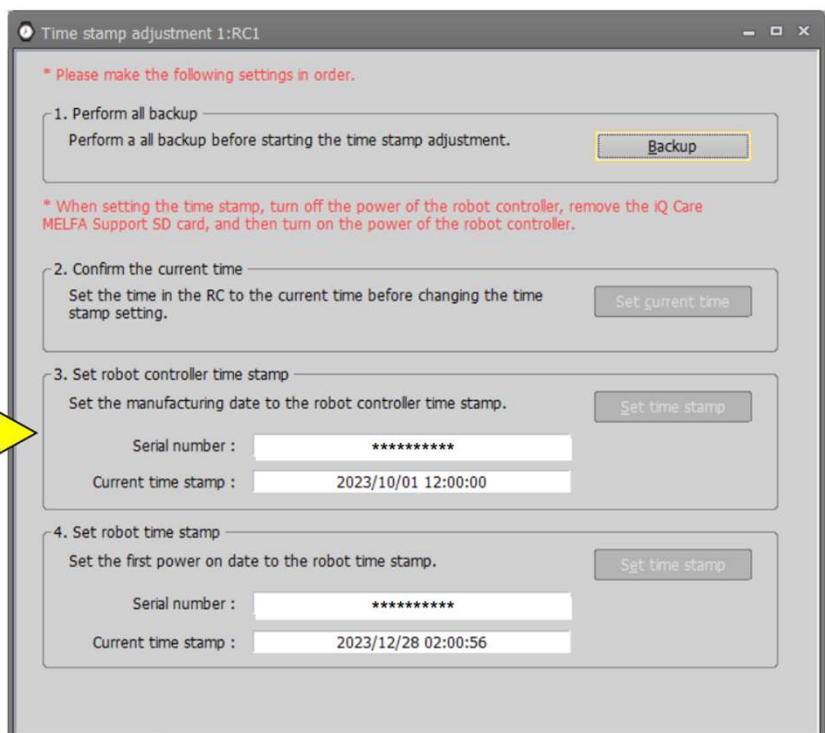 Time stamp adjustment 1:RC1
* Please make the following settings in order.
1. Perform all backup
Perform a all backup before starting the time stamp adjustment.
Backup
* When setting the time stamp, turn off the power of the robot controller, remove the iQ Care
MELFA Support SD card, and then turn on the power of the robot controller.
2. Confirm the current time
Set the time in the RC to the current time before changing the time
stamp setting.
Set current time
3. Set robot controller time stamp
Set the manufacturing date to the robot controller time stamp.
Set time stamp
Serial number : **********
Current time stamp : 2023/10/01 12:00:00
4. Set robot time stamp
Set the first power on date to the robot time stamp.
Set time stamp
Serial number : **********
Current time stamp : 2023/12/28 02:00:56